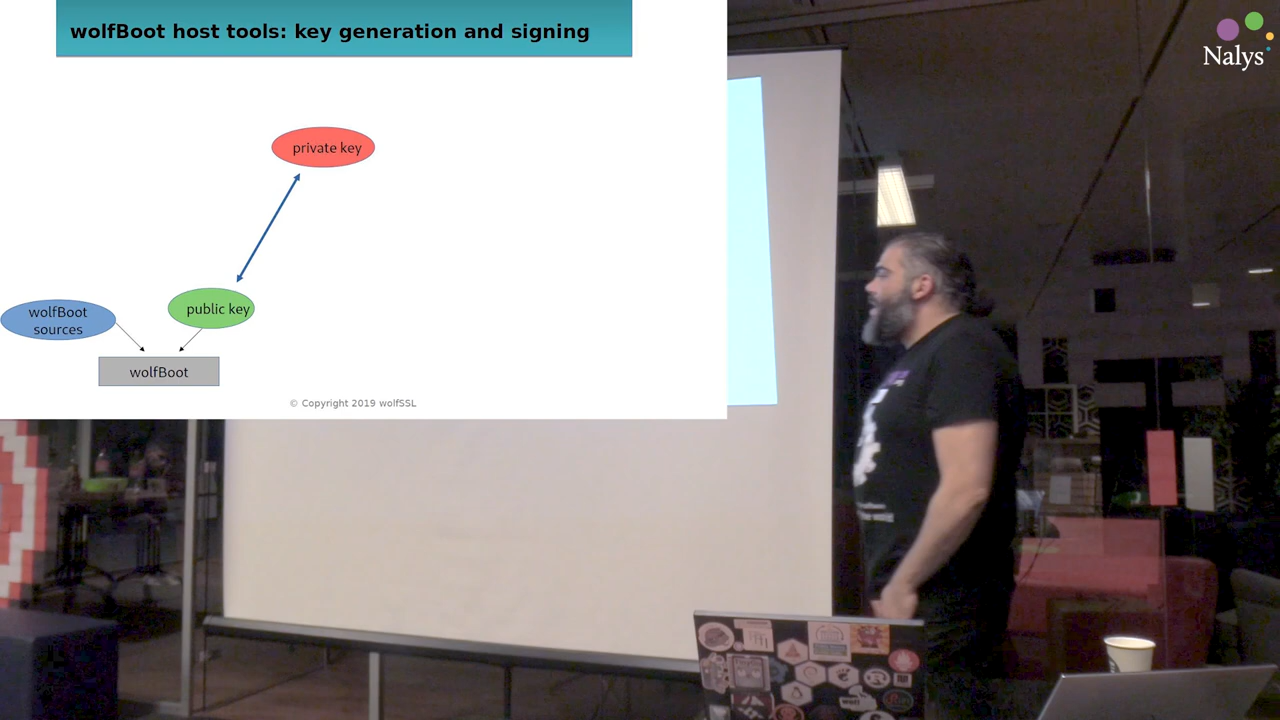 wolfBoot host tools: key generation and signing
Nalys
private key
wolfBoot
sources
public key
wolfBoot
© Copyright 2019 wolfSSL